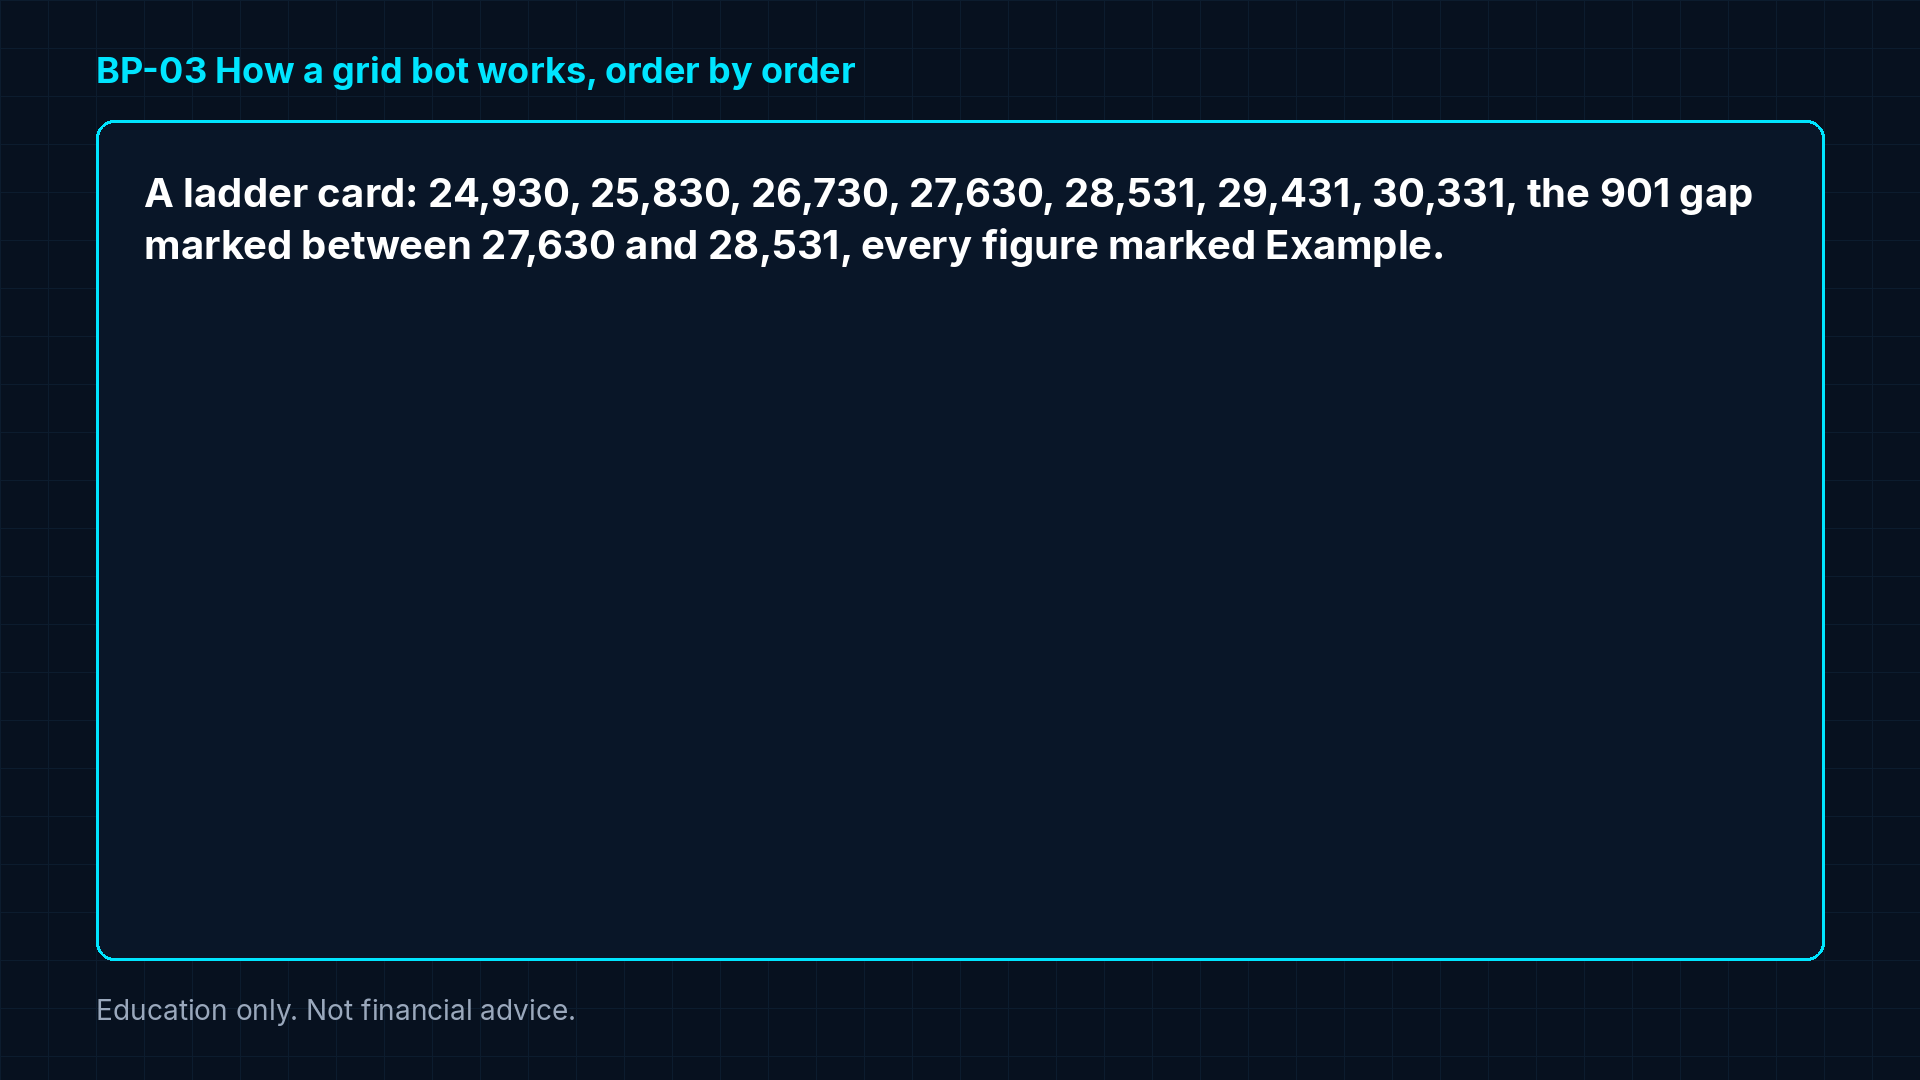 BP-03 How a grid bot works, order by order
A ladder card: 24,930, 25,830, 26,730, 27,630, 28,531, 29,431, 30,331, the 901 gap
marked between 27,630 and 28,531, every figure marked Example.
Education only. Not financial advice.